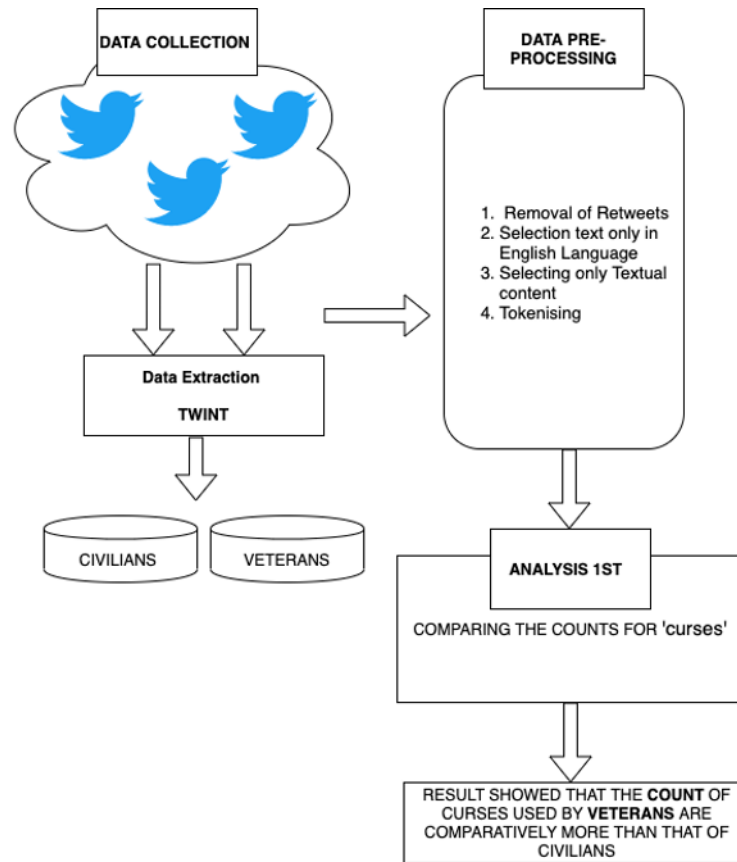 DATA COLLECTION
Data Extraction
TWINT
CIVILIANS
VETERANS
DATA PRE-
PROCESSING
1. Removal of Retweets
2. Selection text only in
English Language
3. Selecting only Textual
content
4. Tokenising
ANALYSIS 1ST
COMPARING THE COUNTS FOR 'curses'
RESULT SHOWED THAT THE COUNT OF
CURSES USED BY VETERANS ARE
COMPARATIVELY MORE THAN THAT OF
CIVILIANS